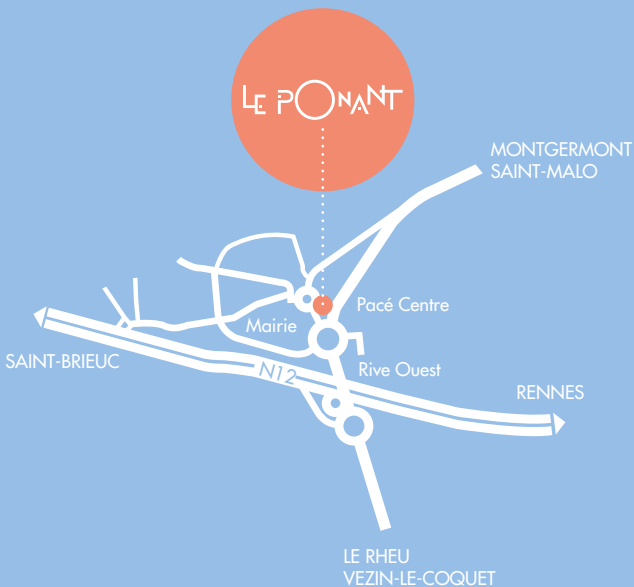 LE PONANT
MONTGERMONT
SAINT-MALO
Pacé Centre
Mairie
SAINT-BRIEUC
N12
Rive Ouest
RENNES
LE RHEU
VEZIN-LE-COQUET